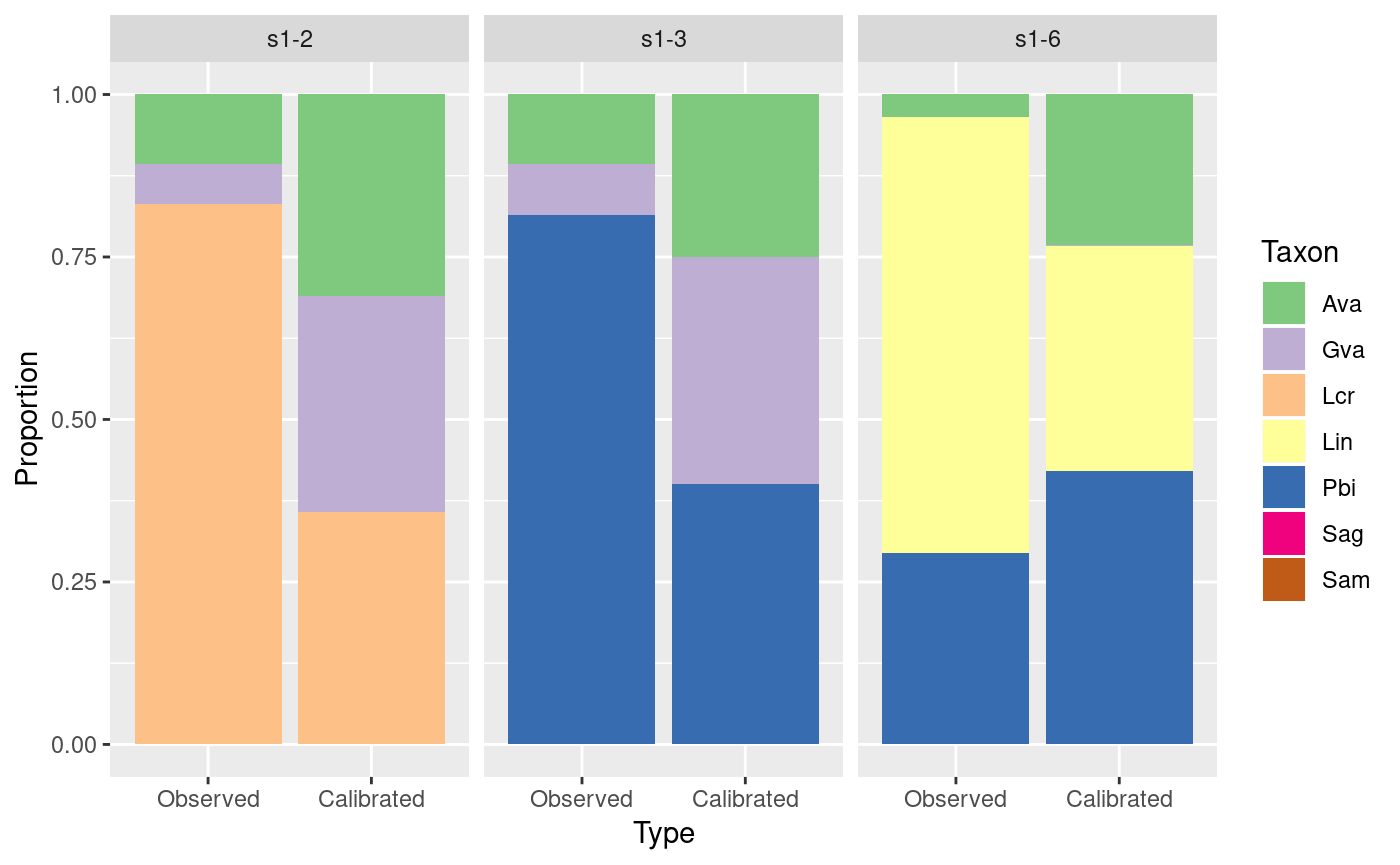 s1-2 s1-3 s1-6
1.00
0.75
0.50
0.25
0.00
Proportion
Observed Calibrated Observed Calibrated Observed Calibrated
Type
Taxon
Ava
Gva
Lcr
Lin
Pbi
Sag
Sam